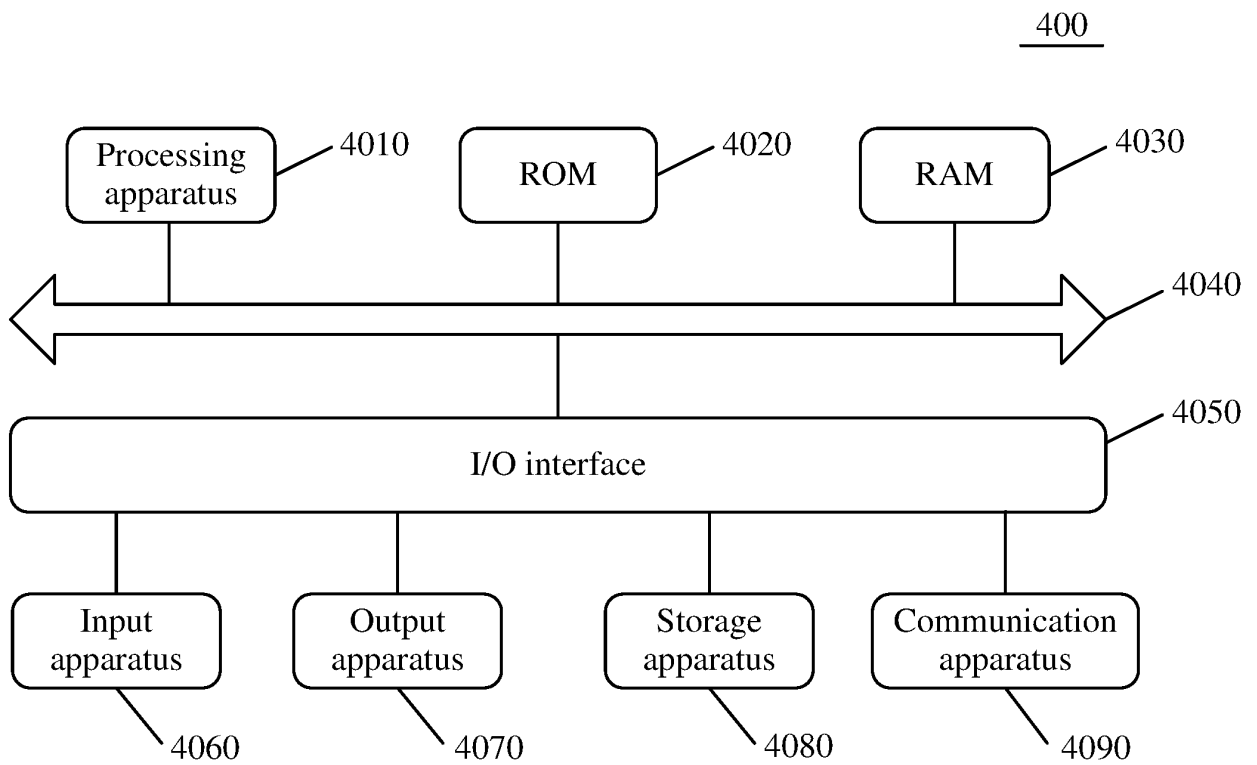 400
Processing
apparatus
4010
ROM
4020
RAM
4030
4040
4050
I/O interface
Input
apparatus
Output
apparatus
Storage
apparatus
Communication
apparatus
4060
4070
4080
4090